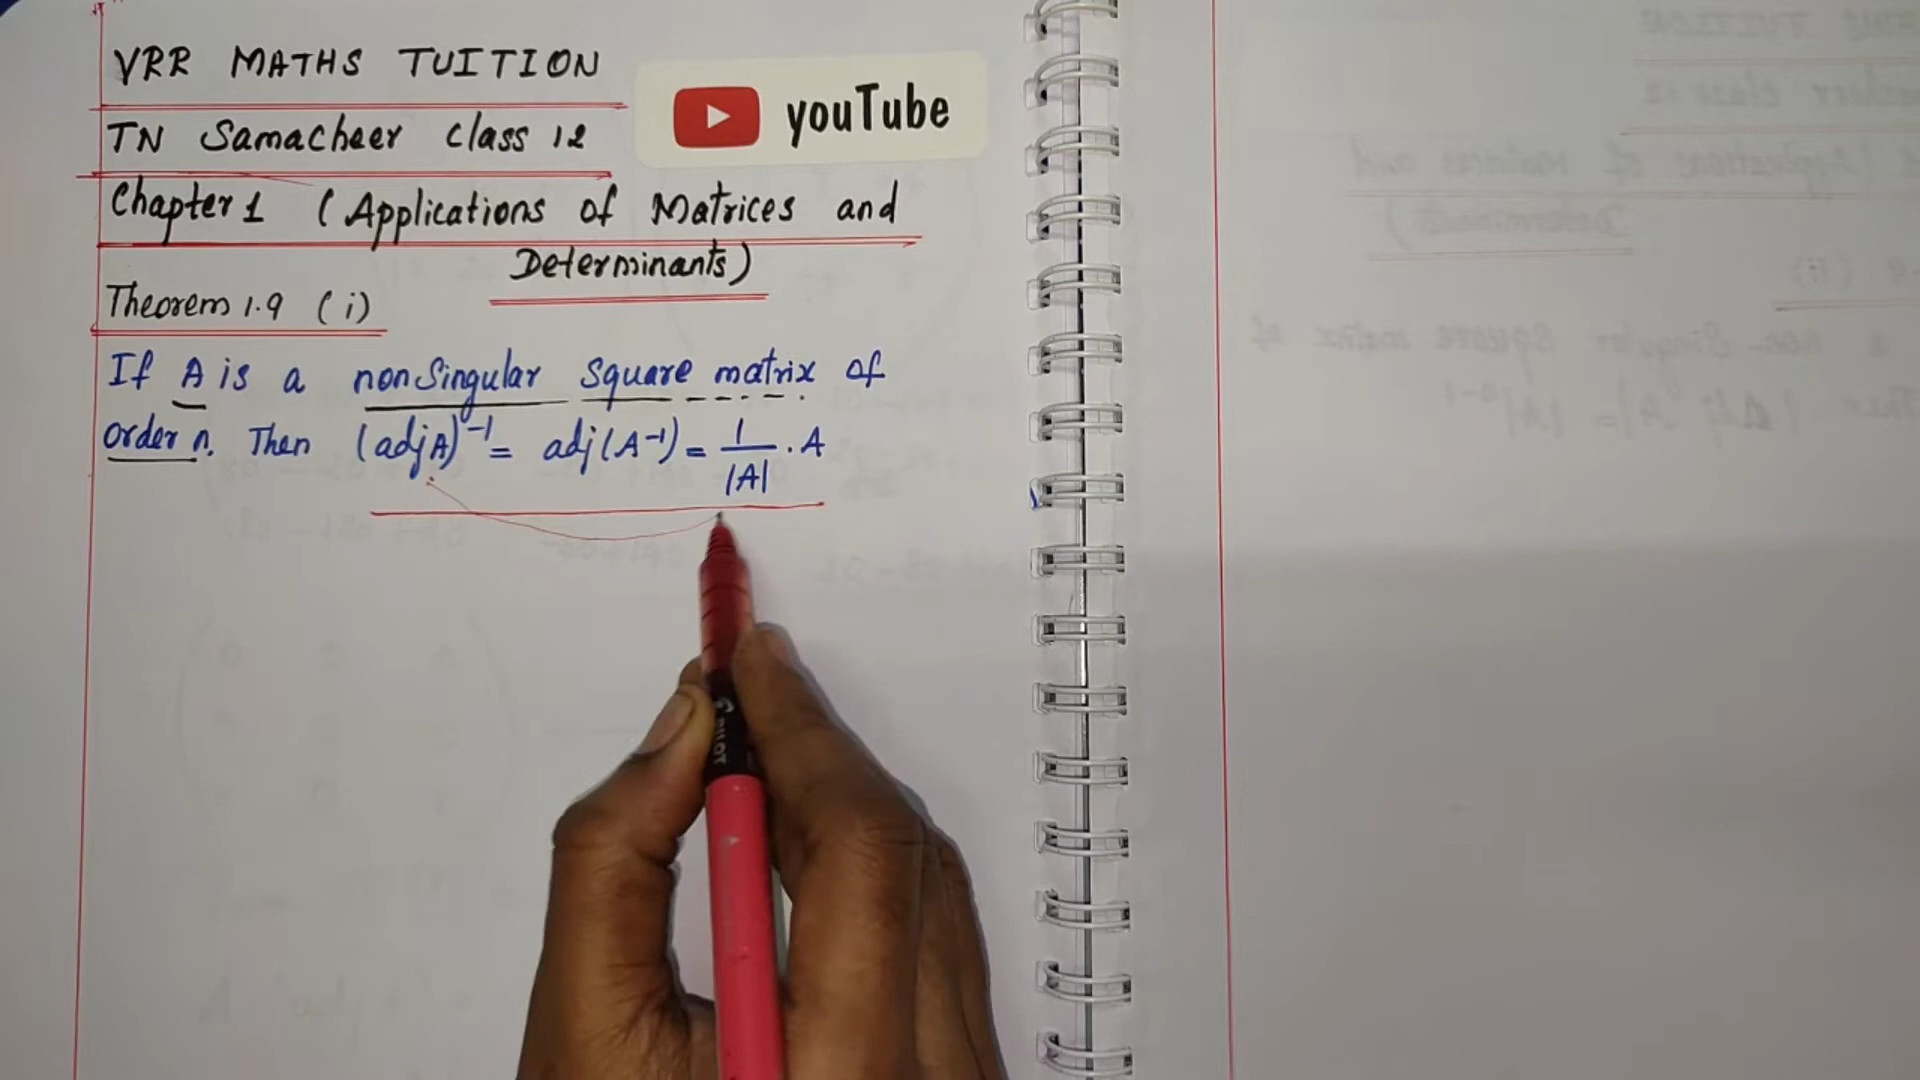 VRR MATHS TUITION
YouTube
TN Samacheer Class 12
Chapter 1 (Applications of Matrices and
Determinants)
Theorem 1.9 (i)
If A is a nonSingular Square matrix of
order n. Then (adjA)⁻¹ = adj(A⁻¹) = 1/|A| . A
PILOT